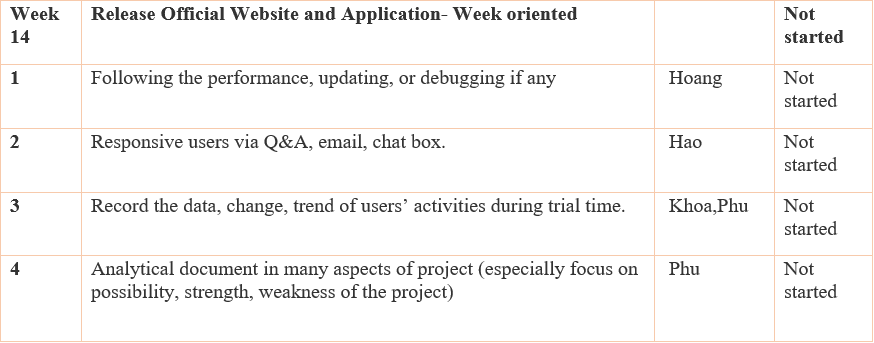 Week Release Official Website and Application- Week oriented Not
14 started
1 Following the performance, updating, or debugging if any Hoang Not
started
2 Responsive users via Q&A, email, chat box. Hao Not
started
3 Record the data, change, trend of users’ activities during trial time. Khoa,Phu Not
started
4 Analytical document in many aspects of project (especially focus on Phu Not
possibility, strength, weakness of the project) started